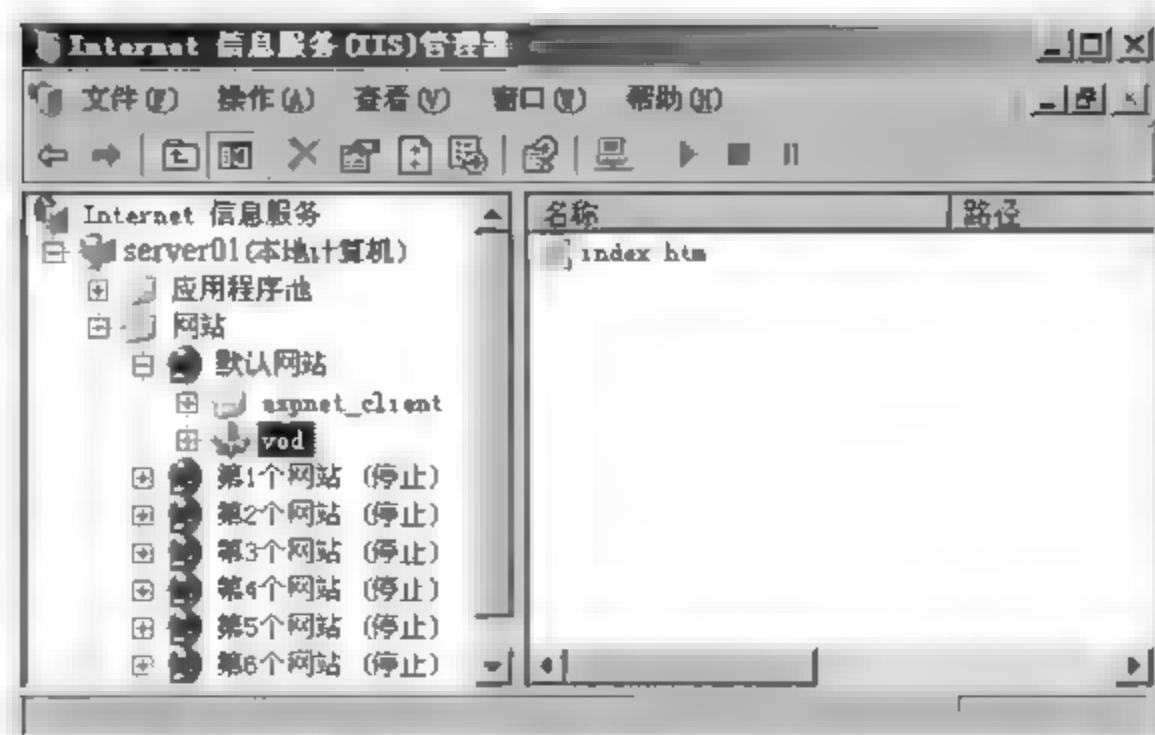 Internet 信息服务(IIS)管理器
文件(F) 操作(A) 查看(V) 窗口(W) 帮助(H)
Internet 信息服务
server01(本地计算机)
应用程序池
网站
默认网站
aspnet_client
vod
第1个网站 (停止)
第2个网站 (停止)
第3个网站 (停止)
第4个网站 (停止)
第5个网站 (停止)
第6个网站 (停止)
名称 路径
index htm